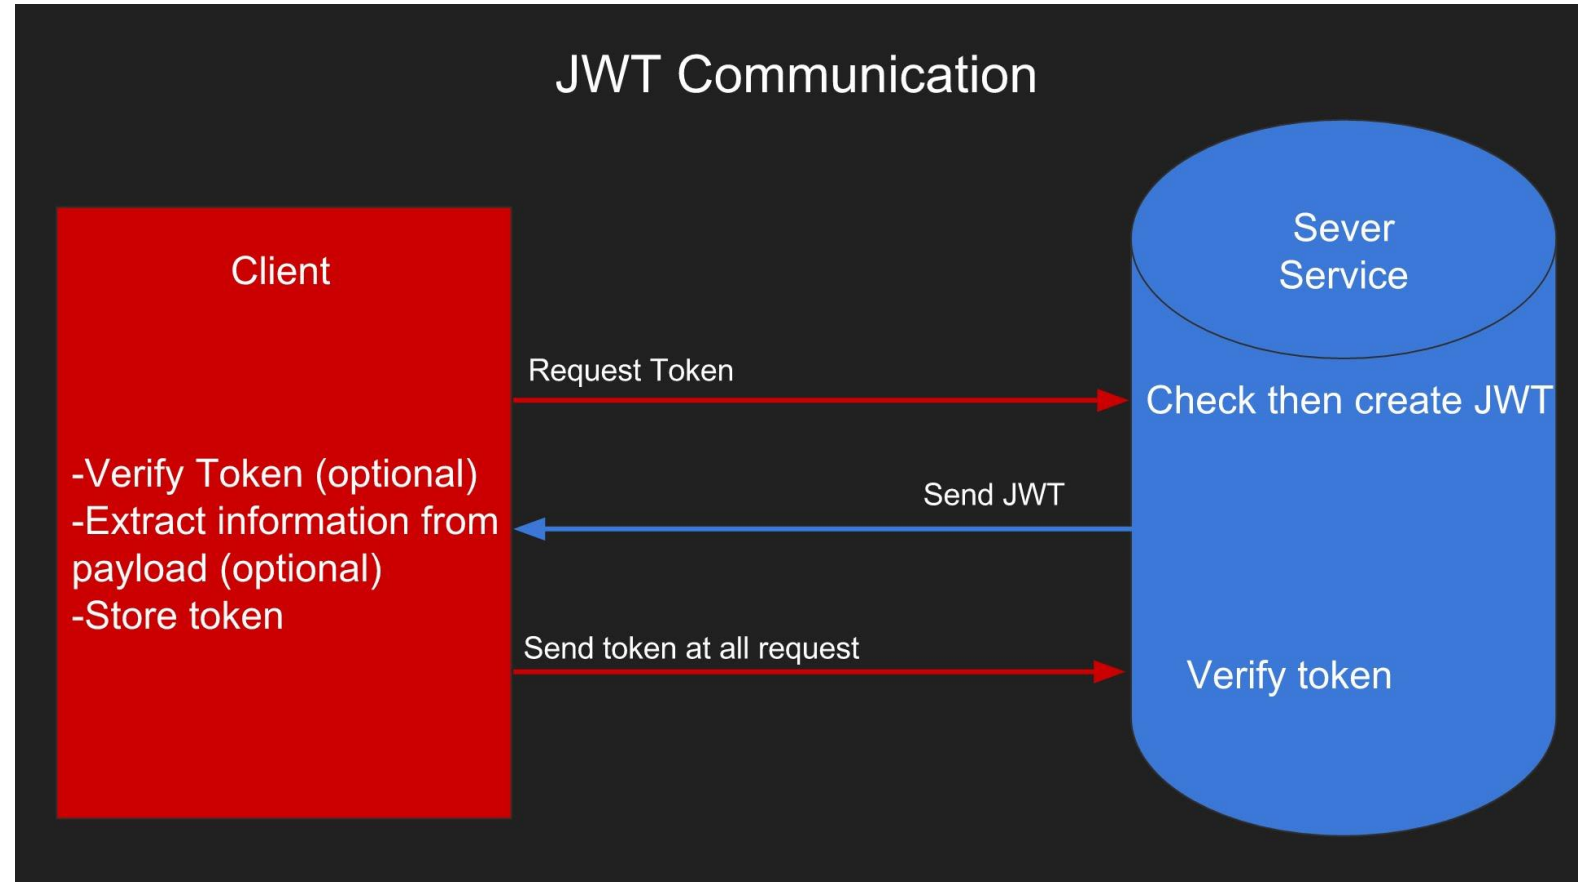 JWT Communication
Client
-Verify Token (optional)
-Extract information from
payload (optional)
-Store token
Request Token
Send JWT
Send token at all request
Sever
Service
Check then create JWT
Verify token